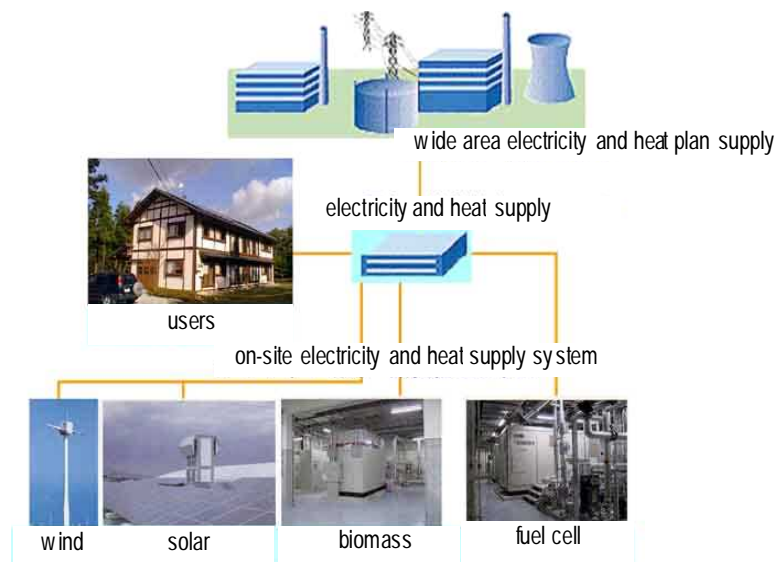 wide area electricity and heat plan supply
electricity and heat supply
users
on-site electricity and heat supply system
wind
solar
biomass
fuel cell